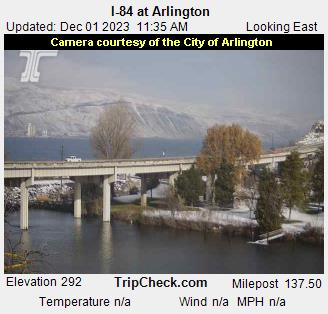 I-84 at Arlington
Updated: Dec 01 2023 11:35 AM Looking East
Camera courtesy of the City of Arlington
Elevation 292 TripCheck.com Milepost 137.50
Temperature n/a Wind n/a MPH n/a